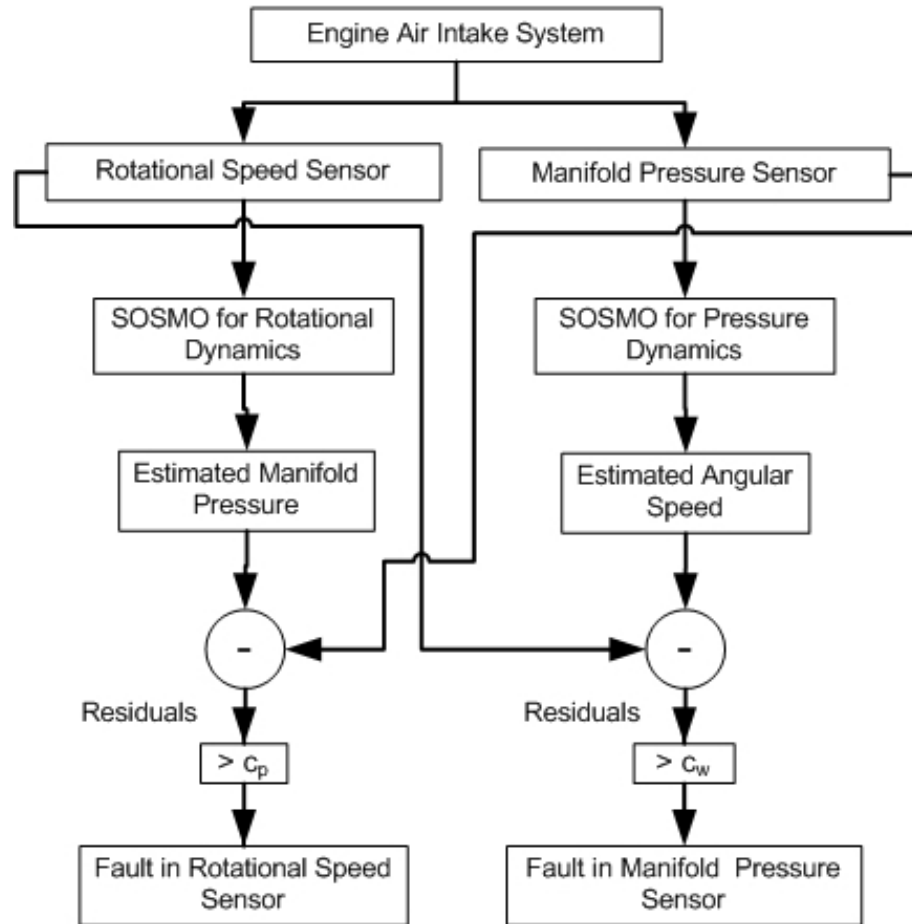 Engine Air Intake System
Rotational Speed Sensor
Manifold Pressure Sensor
SOSMO for Rotational
Dynamics
SOSMO for Pressure
Dynamics
Estimated Manifold
Pressure
Estimated Angular
Speed
-
-
Residuals
Residuals
> cp
> cw
Fault in Rotational Speed
Sensor
Fault in Manifold Pressure
Sensor